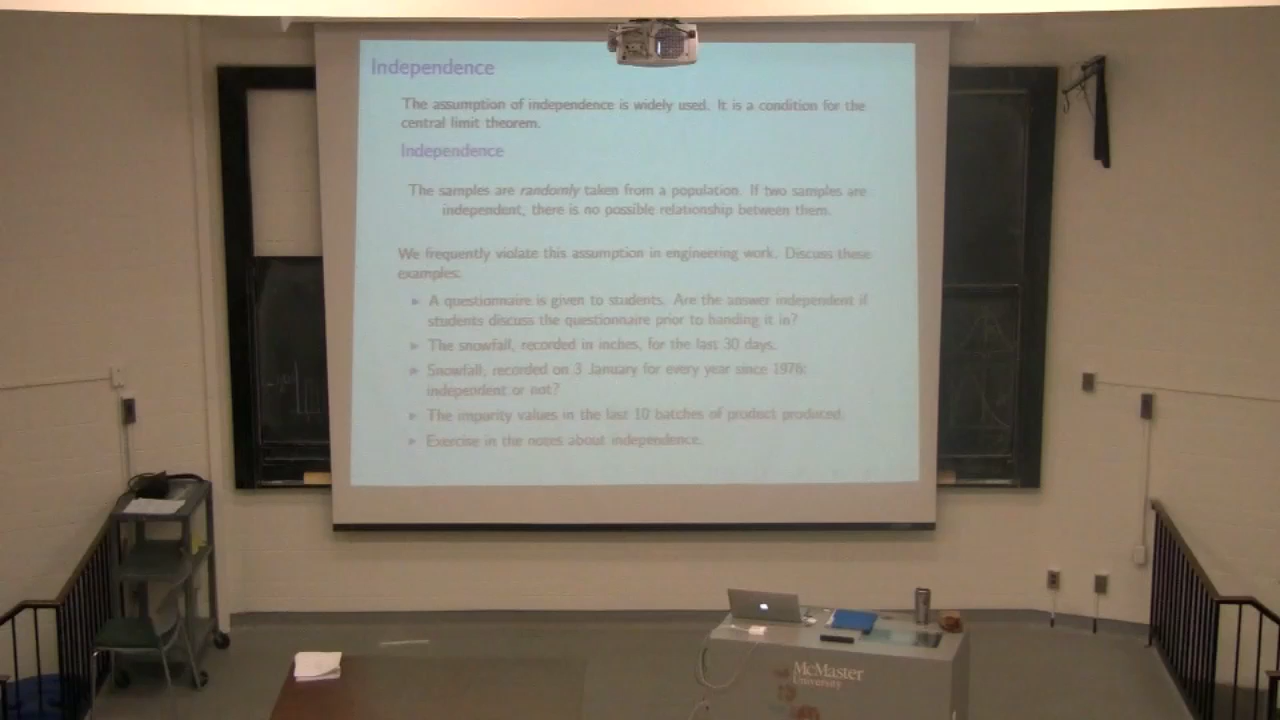 Independence
The assumption of independence is widely used. It is a condition for the
central limit theorem.
Independence
The samples are randomly taken from a population. If two samples are
independent, there is no possible relationship between them.
We frequently violate this assumption in engineering work. Discuss these
examples:
► A questionnaire is given to students. Are the answer independent if
students discuss the questionnaire prior to handing it in?
► The snowfall, recorded in inches, for the last 30 days.
► Snowfall, recorded on 3 January for every year since 1976:
independent or not?
► The impurity values in the last 10 batches of product produced.
► Exercise in the notes about independence.
McMaster
University